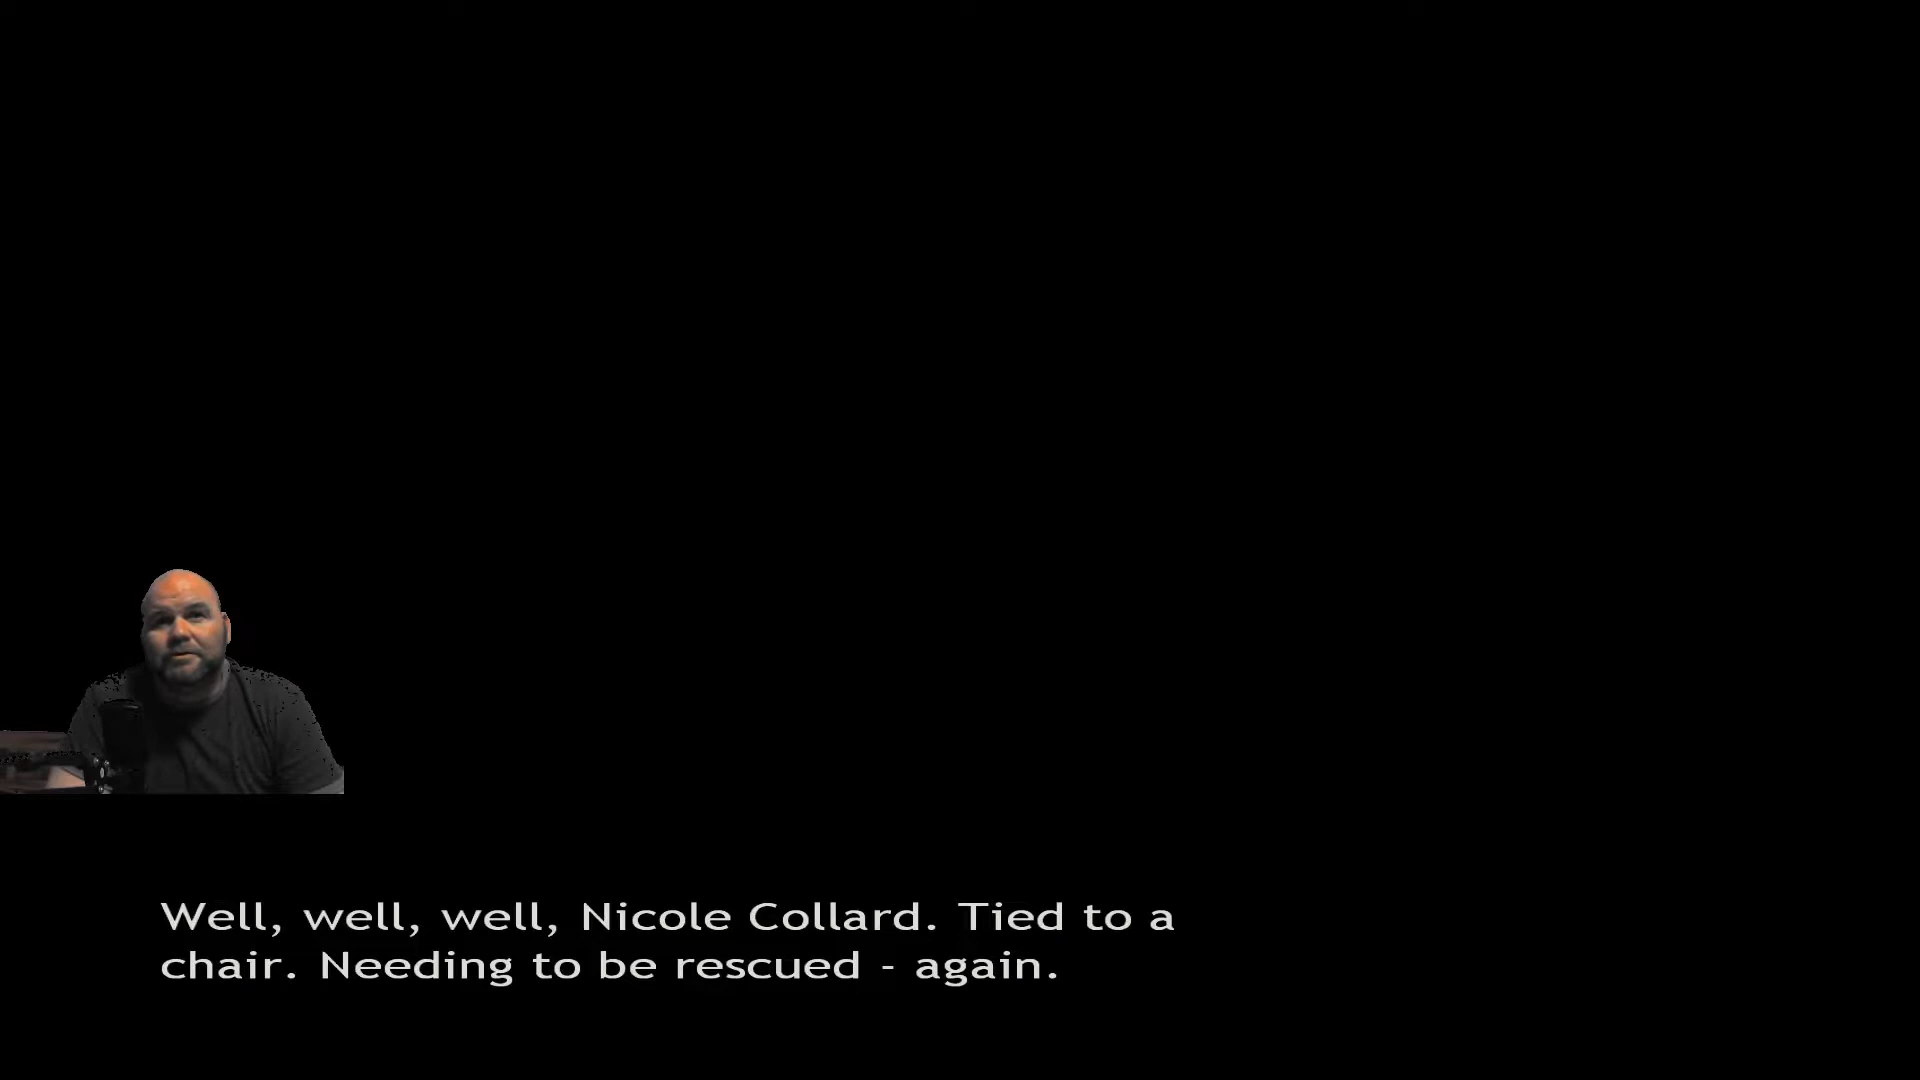 Well, well, well, Nicole Collard. Tied to a
chair. Needing to be rescued - again.